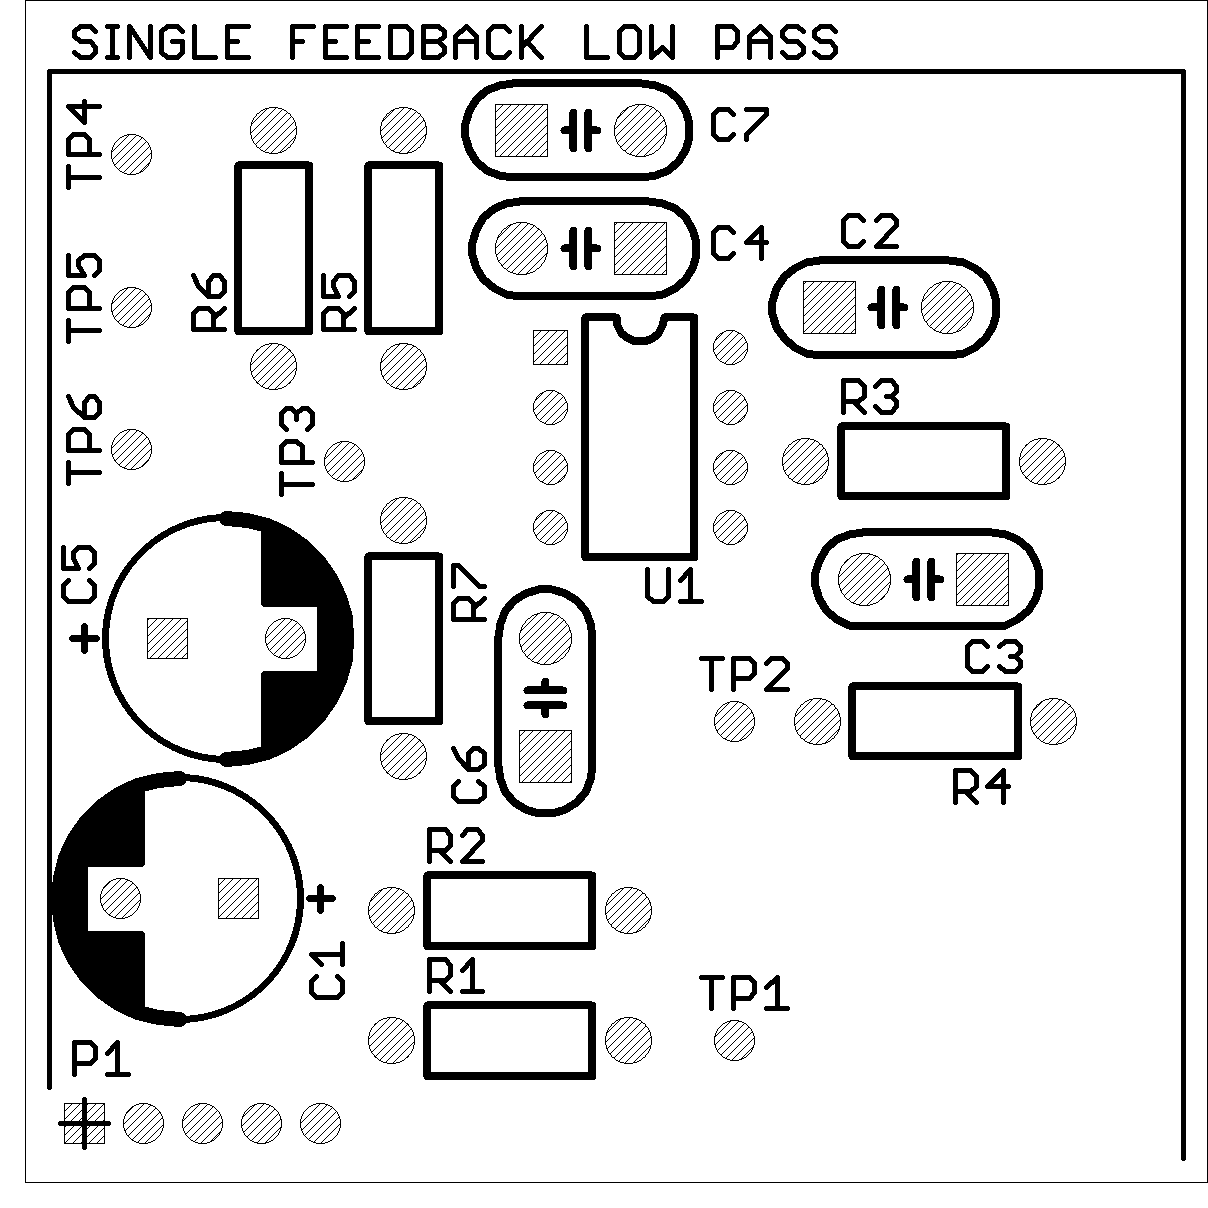 SINGLE FEEDBACK LOW PASS
TP4
C7
C4
C2
TP5
R6
R5
R3
TP6
TP3
C5
+
R7
U1
C3
TP2
C6
R4
R2
+
C1
R1
TP1
P1